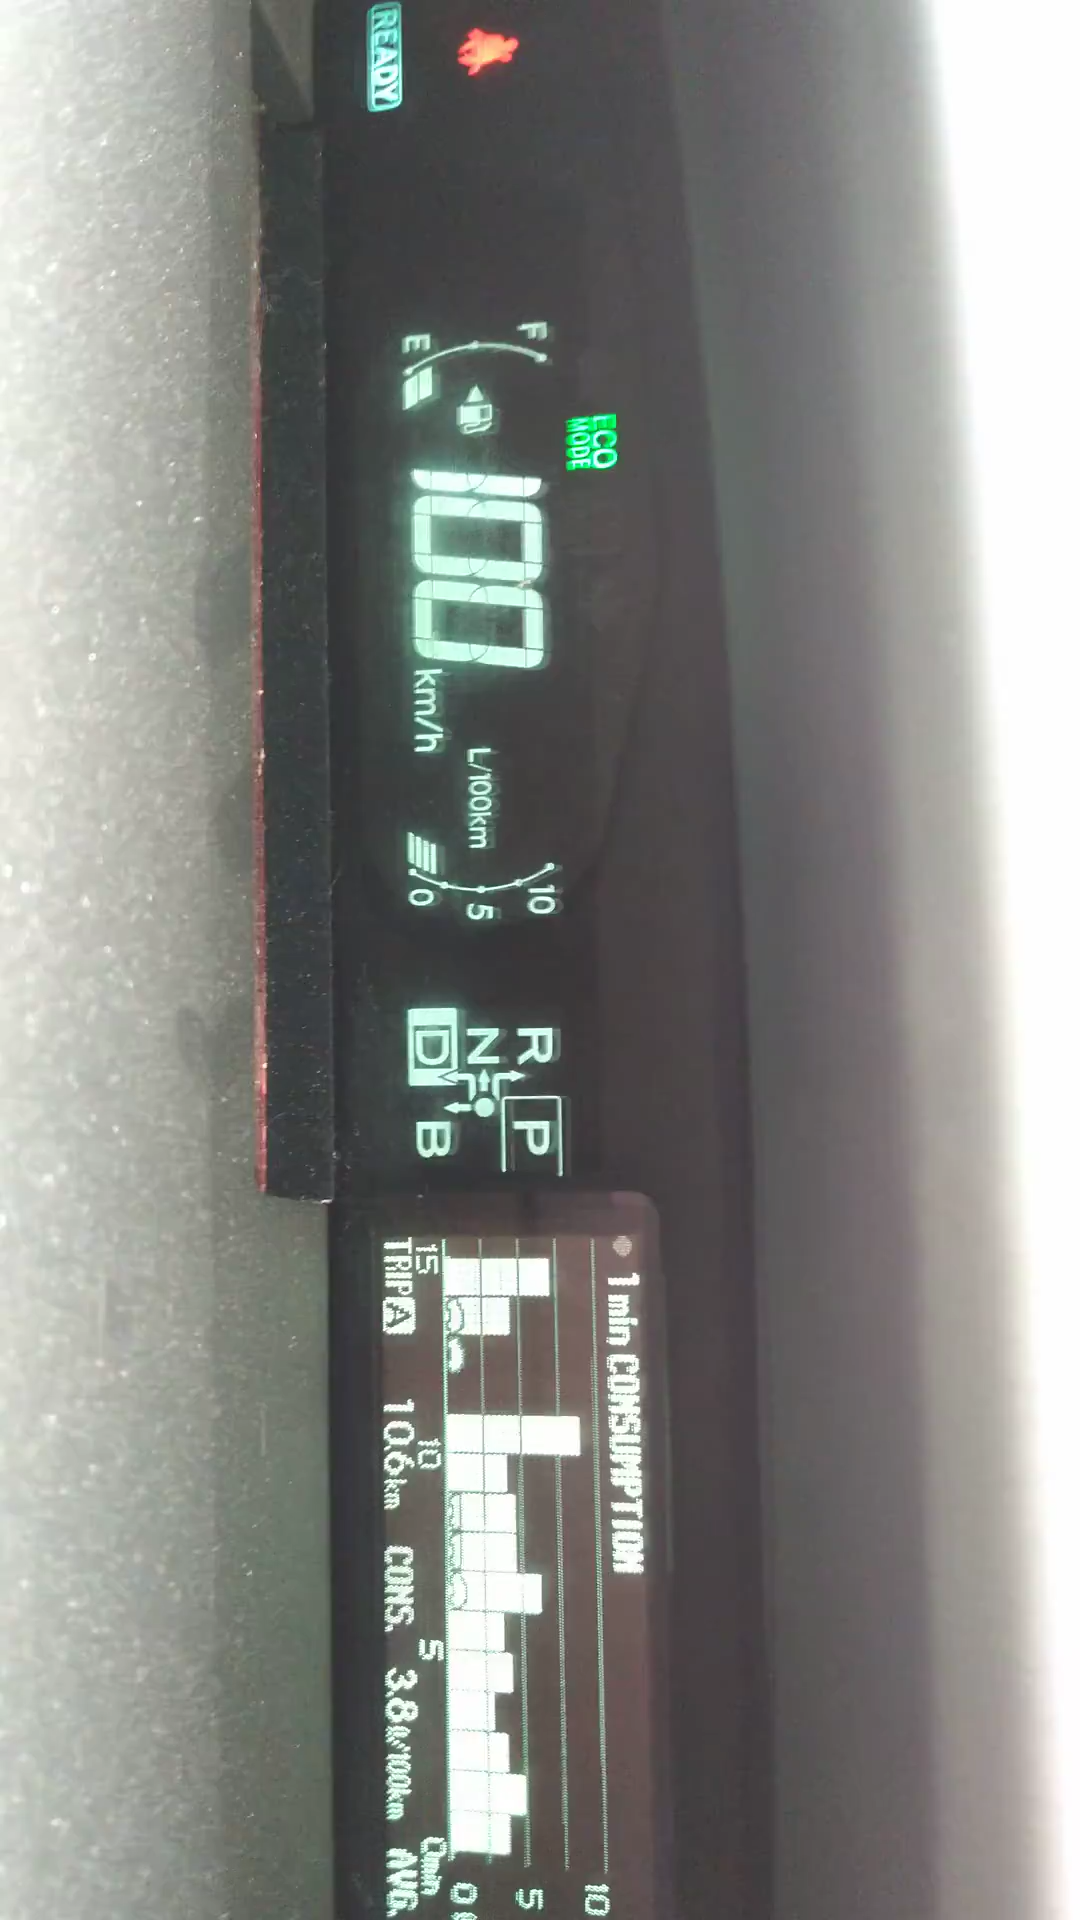 READY
F
E
ECO
MODE
100 km/h
L/100km
10
5
0
R
N
D
P
B
1 min CONSUMPTION
10
5
0
15 10 5 0min
TRIP A 10.6km CONS. 3.8ℓ/100km AVG.